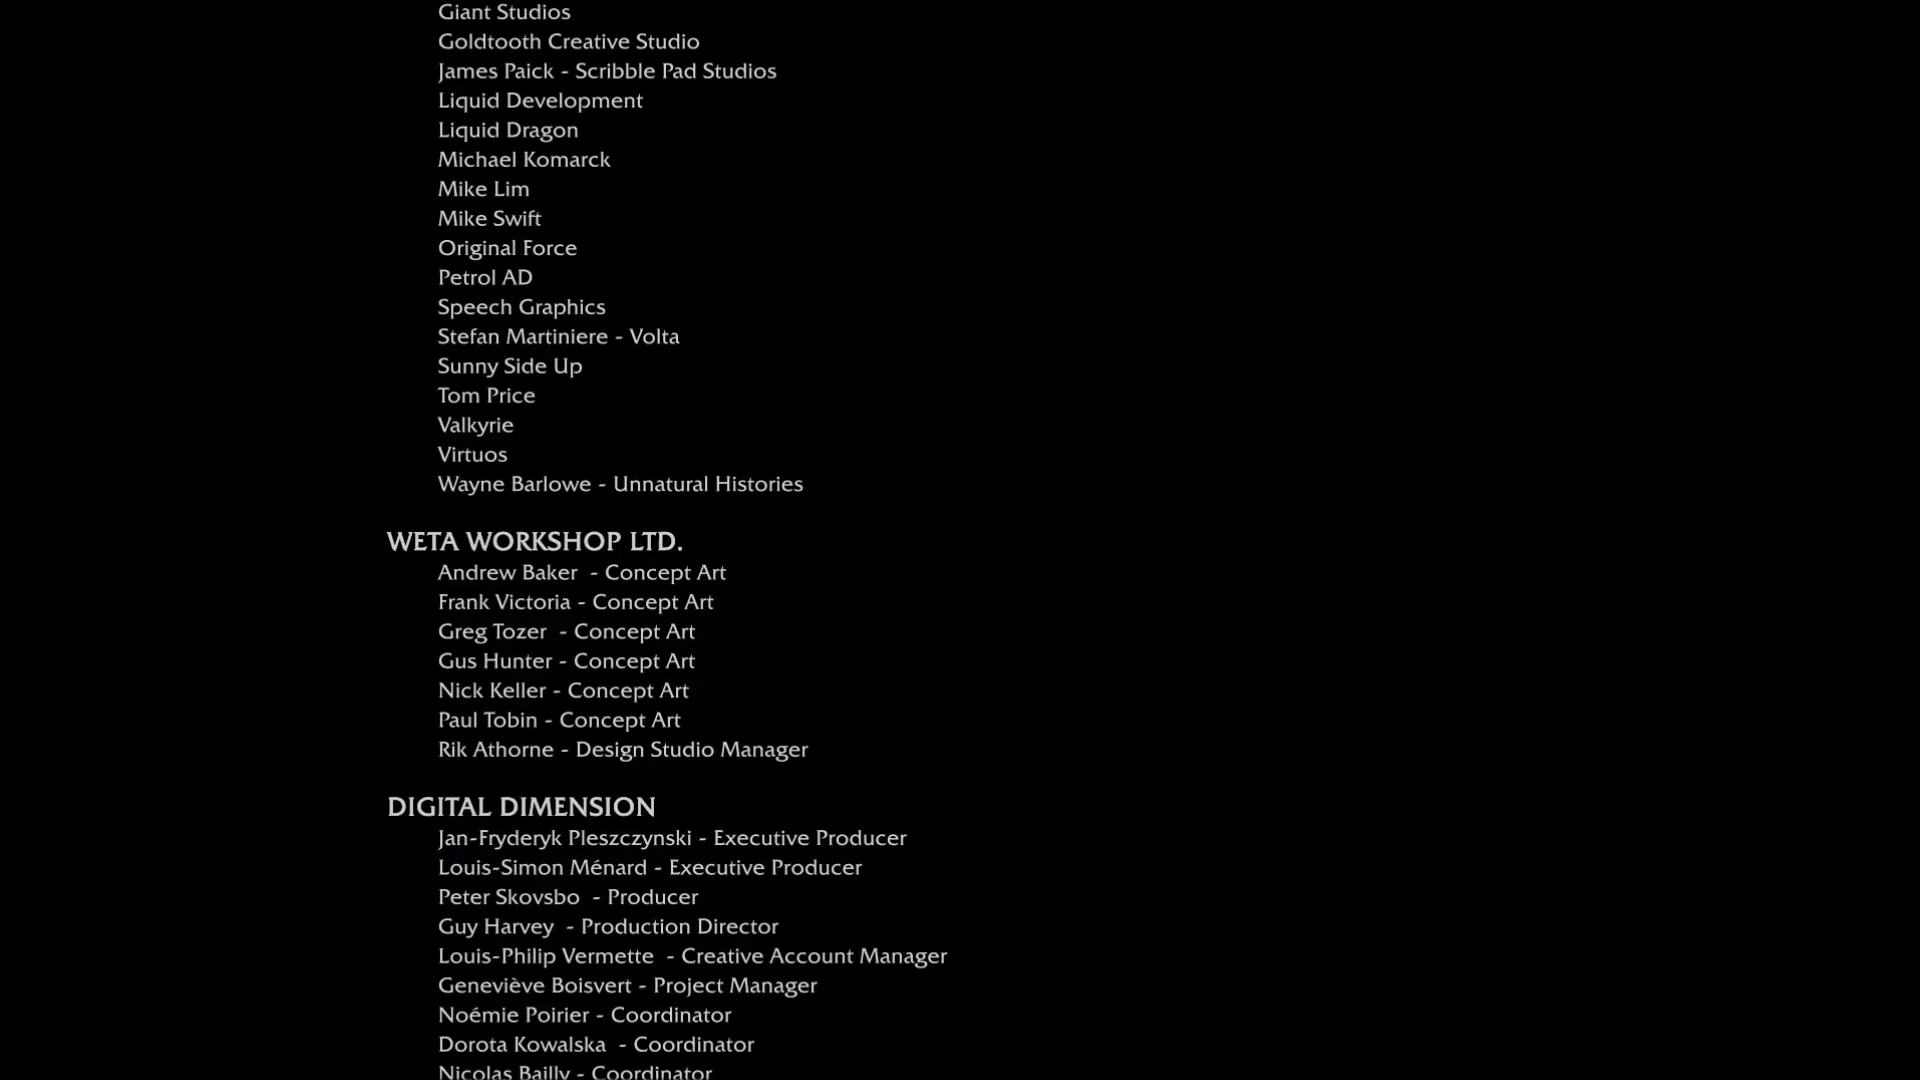 Giant Studios
Goldtooth Creative Studio
James Paick - Scribble Pad Studios
Liquid Development
Liquid Dragon
Michael Komarck
Mike Lim
Mike Swift
Original Force
Petrol AD
Speech Graphics
Stefan Martiniere - Volta
Sunny Side Up
Tom Price
Valkyrie
Virtuos
Wayne Barlowe - Unnatural Histories
WETA WORKSHOP LTD.
Andrew Baker  - Concept Art
Frank Victoria - Concept Art
Greg Tozer  - Concept Art
Gus Hunter - Concept Art
Nick Keller - Concept Art
Paul Tobin - Concept Art
Rik Athorne - Design Studio Manager
DIGITAL DIMENSION
Jan-Fryderyk Pleszczynski - Executive Producer
Louis-Simon Ménard - Executive Producer
Peter Skovsbo  - Producer
Guy Harvey  - Production Director
Louis-Philip Vermette  - Creative Account Manager
Geneviève Boisvert - Project Manager
Noémie Poirier - Coordinator
Dorota Kowalska  - Coordinator
Nicolas Bailly - Coordinator